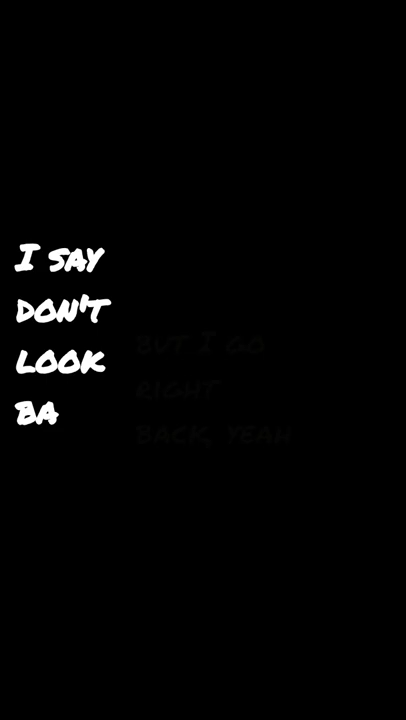 I SAY
DON'T
LOOK
BA
BUT I GO
RIGHT
BACK, YEAH